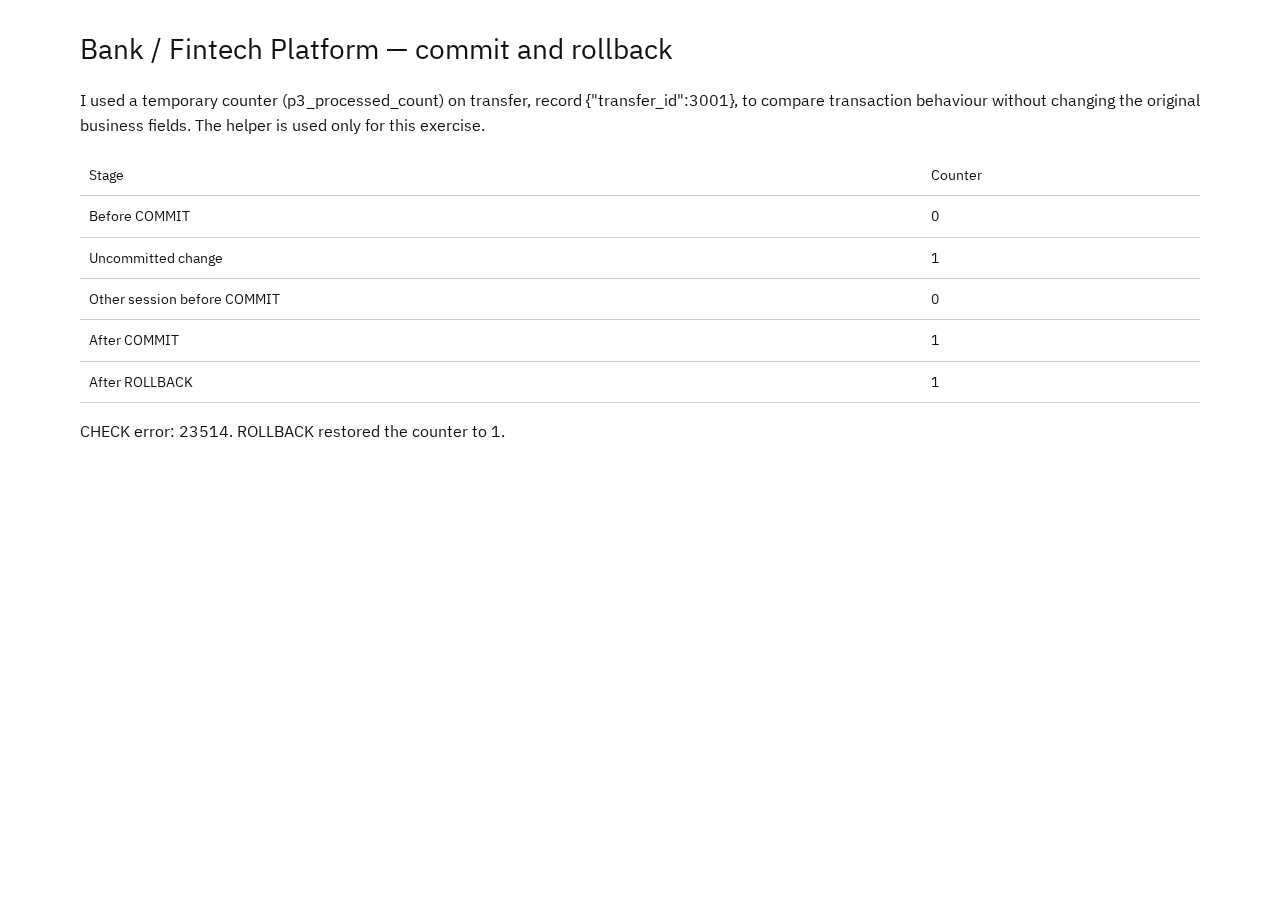 Bank / Fintech Platform — commit and rollback
I used a temporary counter (p3_processed_count) on transfer, record {"transfer_id":3001}, to compare transaction behaviour without changing the original
business fields. The helper is used only for this exercise.
Stage Counter
Before COMMIT 0
Uncommitted change 1
Other session before COMMIT 0
After COMMIT 1
After ROLLBACK 1
CHECK error: 23514. ROLLBACK restored the counter to 1.